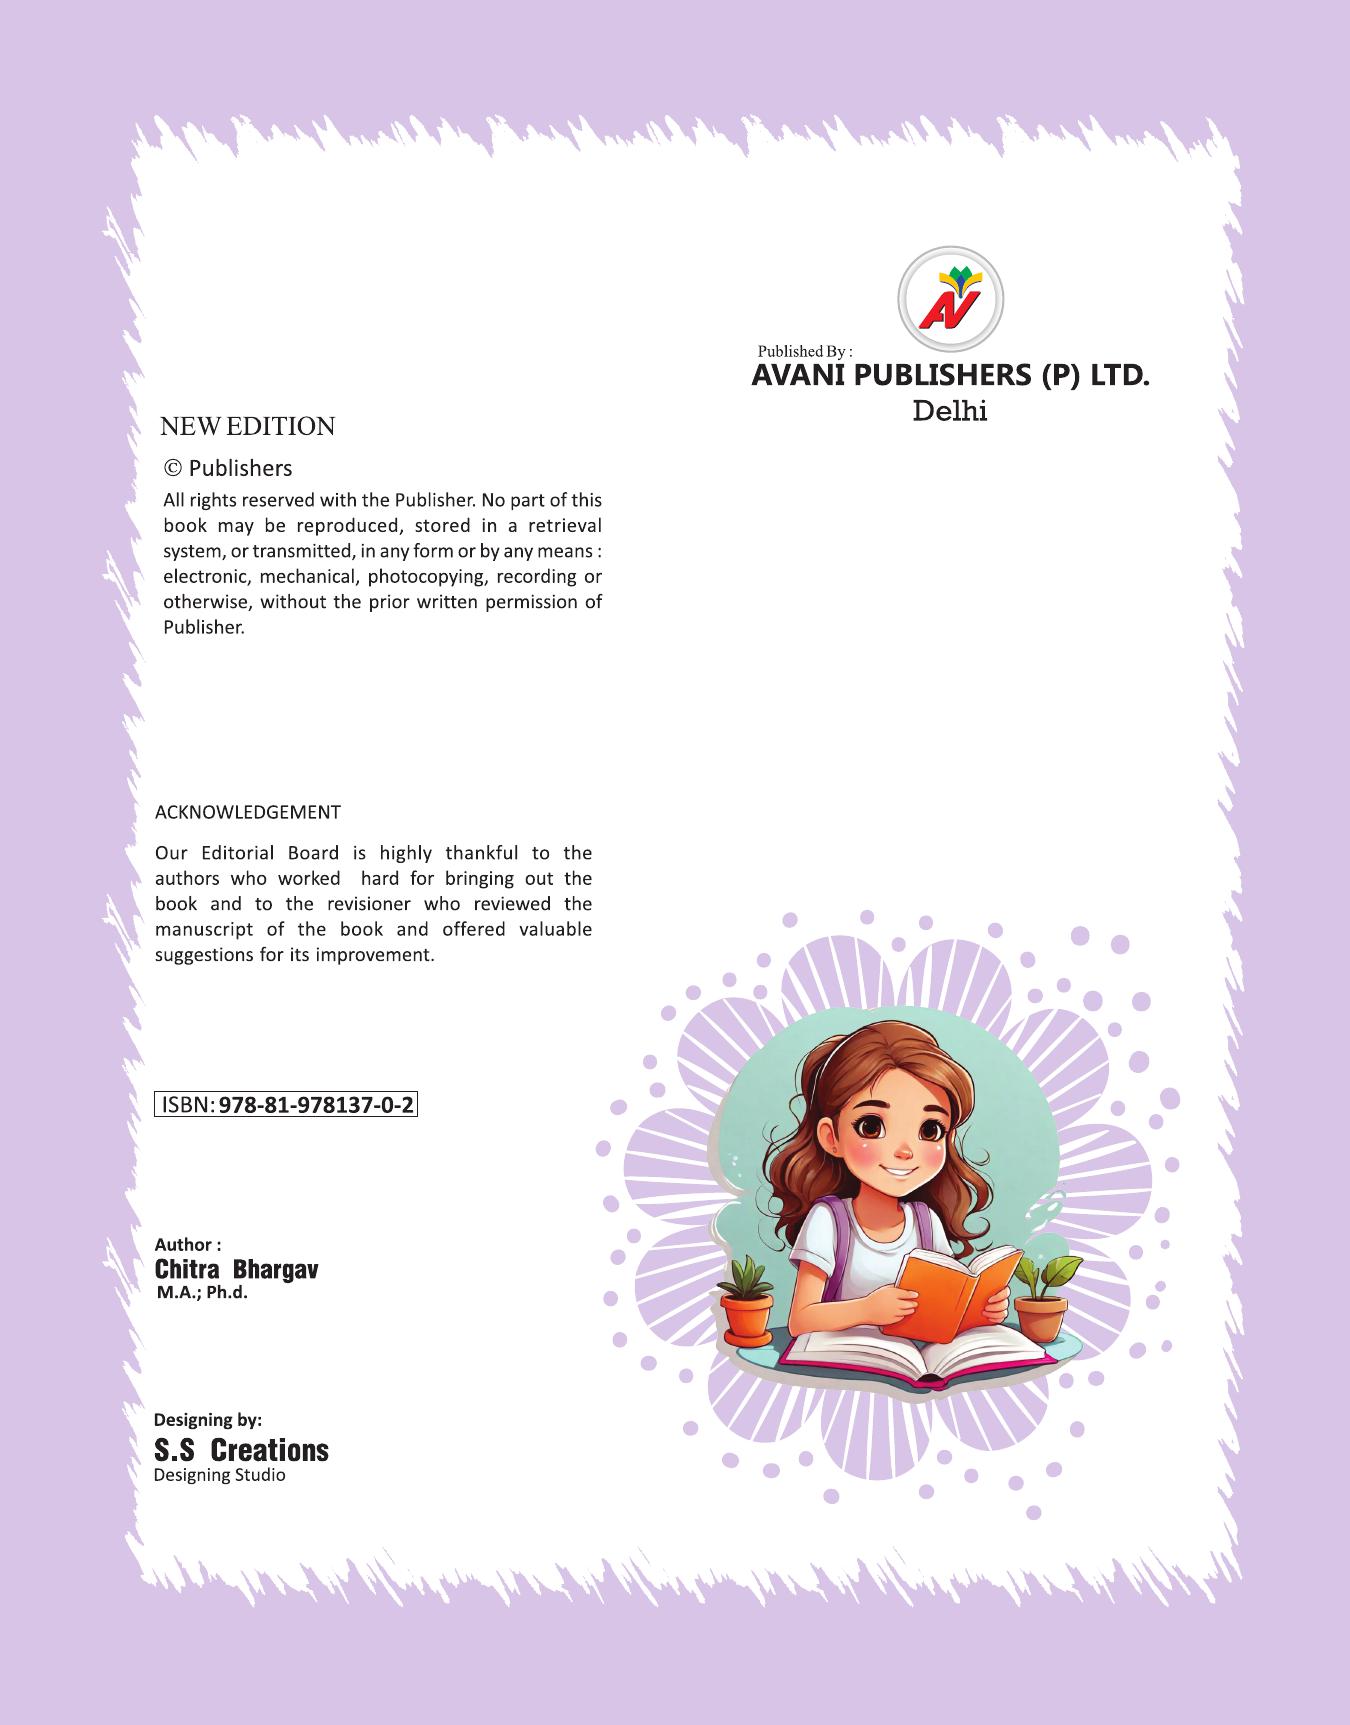 AV
Published By :
AVANI PUBLISHERS (P) LTD.
Delhi
NEW EDITION
© Publishers
All rights reserved with the Publisher. No part of this
book may be reproduced, stored in a retrieval
system, or transmitted, in any form or by any means :
electronic, mechanical, photocopying, recording or
otherwise, without the prior written permission of
Publisher.
ACKNOWLEDGEMENT
Our Editorial Board is highly thankful to the
authors who worked hard for bringing out the
book and to the revisioner who reviewed the
manuscript of the book and offered valuable
suggestions for its improvement.
ISBN: 978-81-978137-0-2
Author :
Chitra Bhargav
M.A.; Ph.d.
Designing by:
S.S Creations
Designing Studio